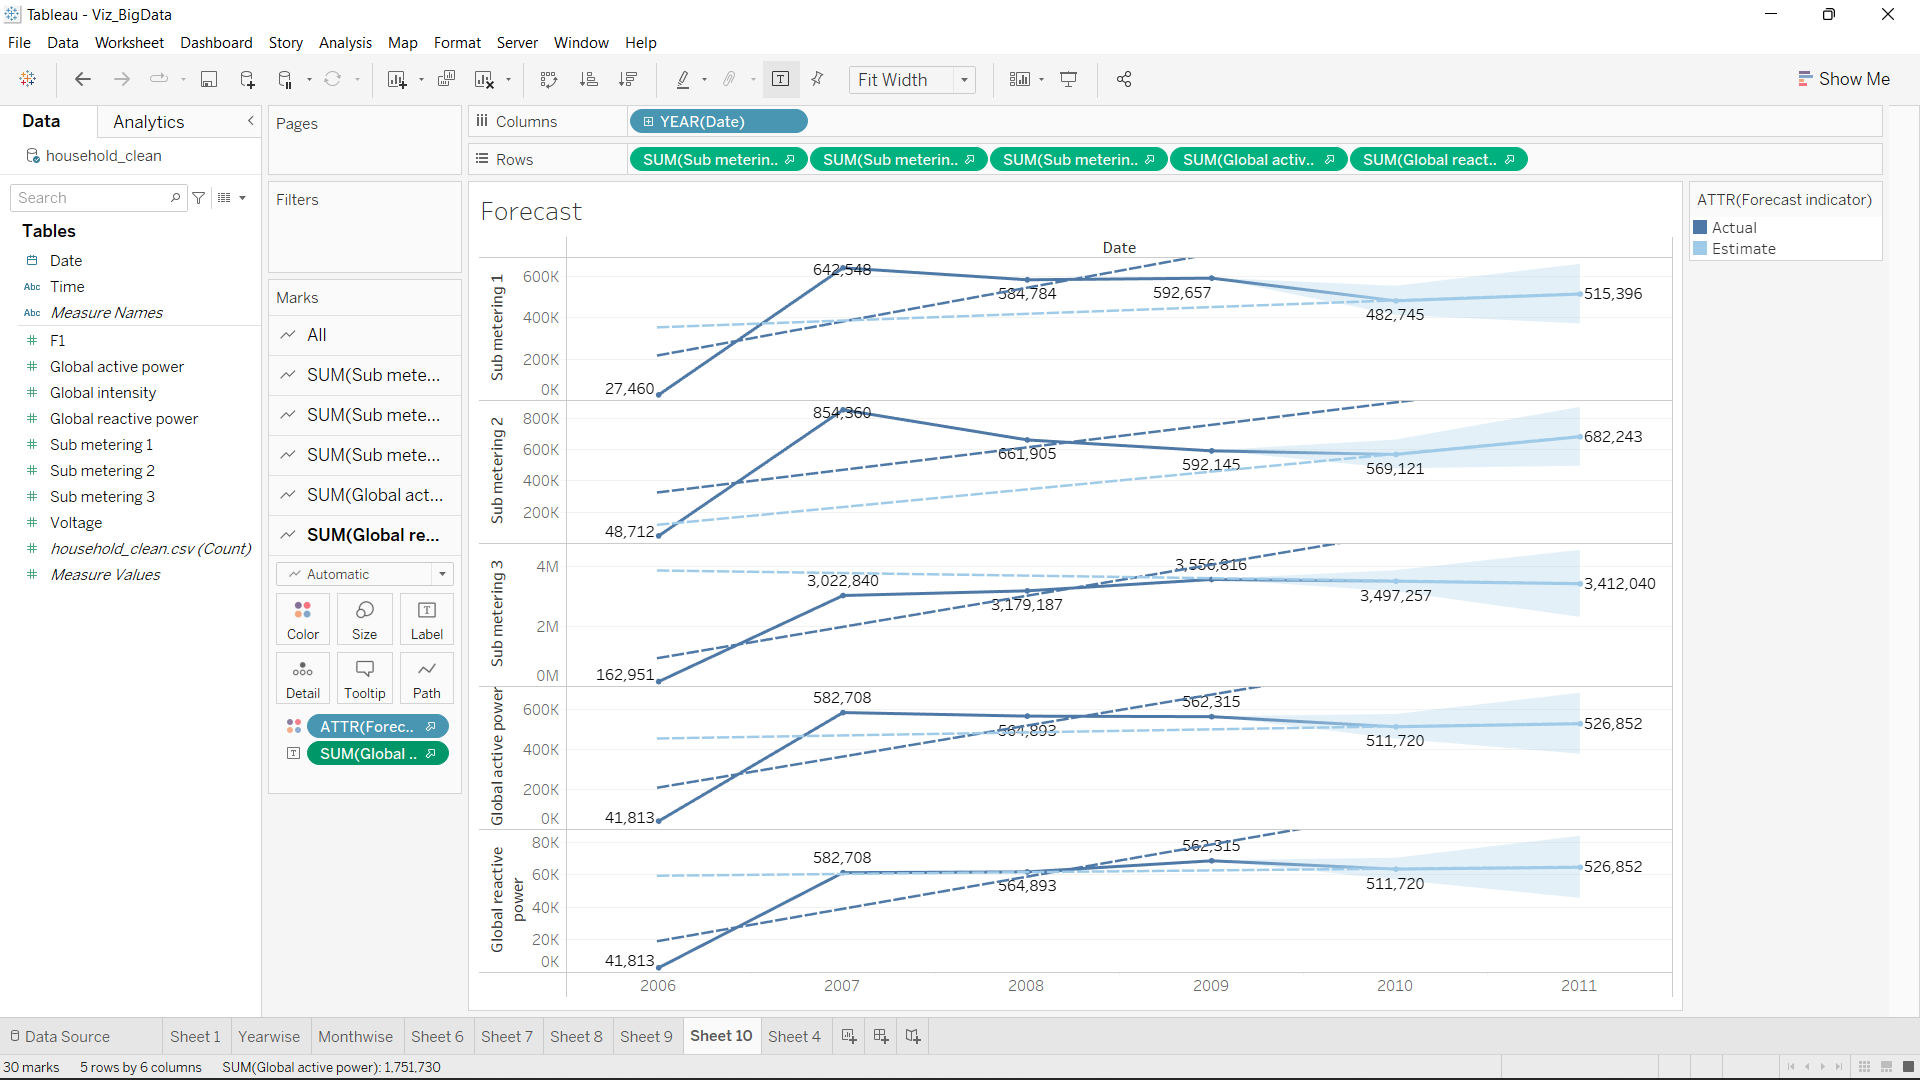 Tableau - Viz_BigData
File Data Worksheet Dashboard Story Analysis Map Format Server Window Help
Fit Width
Show Me
Data Analytics
household_clean
Search
Tables
Date
Abc Time
Abc Measure Names
F1
Global active power
Global intensity
Global reactive power
Sub metering 1
Sub metering 2
Sub metering 3
Voltage
household_clean.csv (Count)
Measure Values
Pages
Filters
Marks
All
SUM(Sub mete...
SUM(Sub mete...
SUM(Sub mete...
SUM(Global act...
SUM(Global re...
Automatic
Color Size Label
Detail Tooltip Path
ATTR(Forec..
SUM(Global ..
Columns YEAR(Date)
Rows SUM(Sub meterin.. SUM(Sub meterin.. SUM(Sub meterin.. SUM(Global activ.. SUM(Global react..
Forecast
Date
Sub metering 1
600K
400K
200K
0K
27,460 642,548 584,784 592,657 482,745 515,396
Sub metering 2
800K
600K
400K
200K
48,712 854,360 661,905 592,145 569,121 682,243
Sub metering 3
4M
2M
0M
162,951 3,022,840 3,179,187 3,556,816 3,497,257 3,412,040
Global active power
600K
400K
200K
0K
41,813 582,708 564,893 562,315 511,720 526,852
Global reactive
power
80K
60K
40K
20K
0K
41,813 582,708 564,893 562,315 511,720 526,852
2006 2007 2008 2009 2010 2011
ATTR(Forecast indicator)
Actual
Estimate
Data Source Sheet 1 Yearwise Monthwise Sheet 6 Sheet 7 Sheet 8 Sheet 9 Sheet 10 Sheet 4
30 marks 5 rows by 6 columns SUM(Global active power): 1,751,730